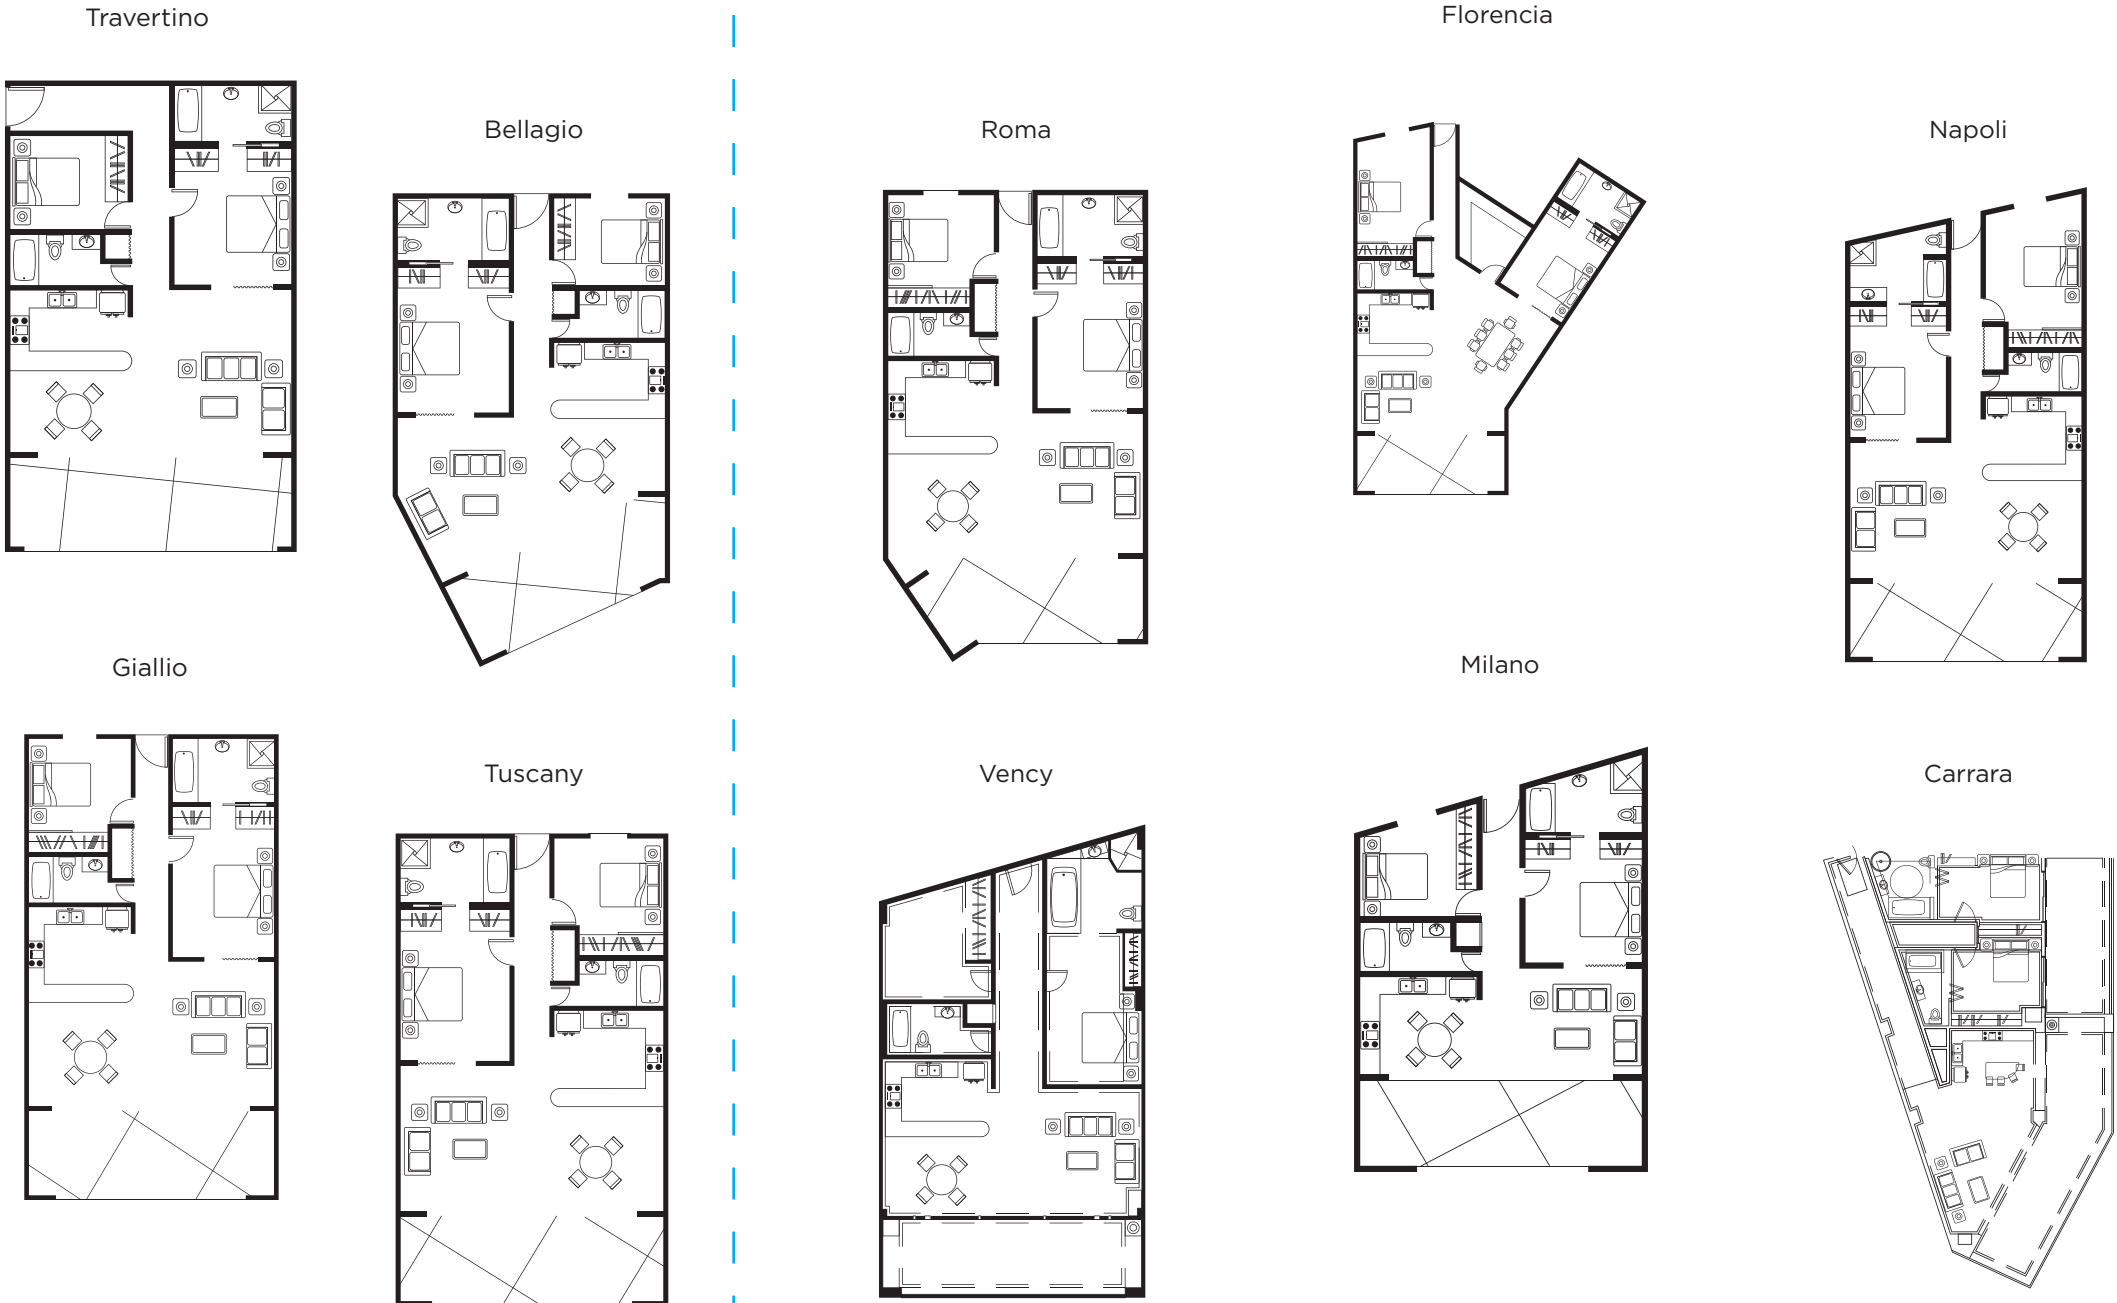 Travertino
Florencia
Bellagio
Roma
Napoli
Giallio
Milano
Tuscany
Vency
Carrara